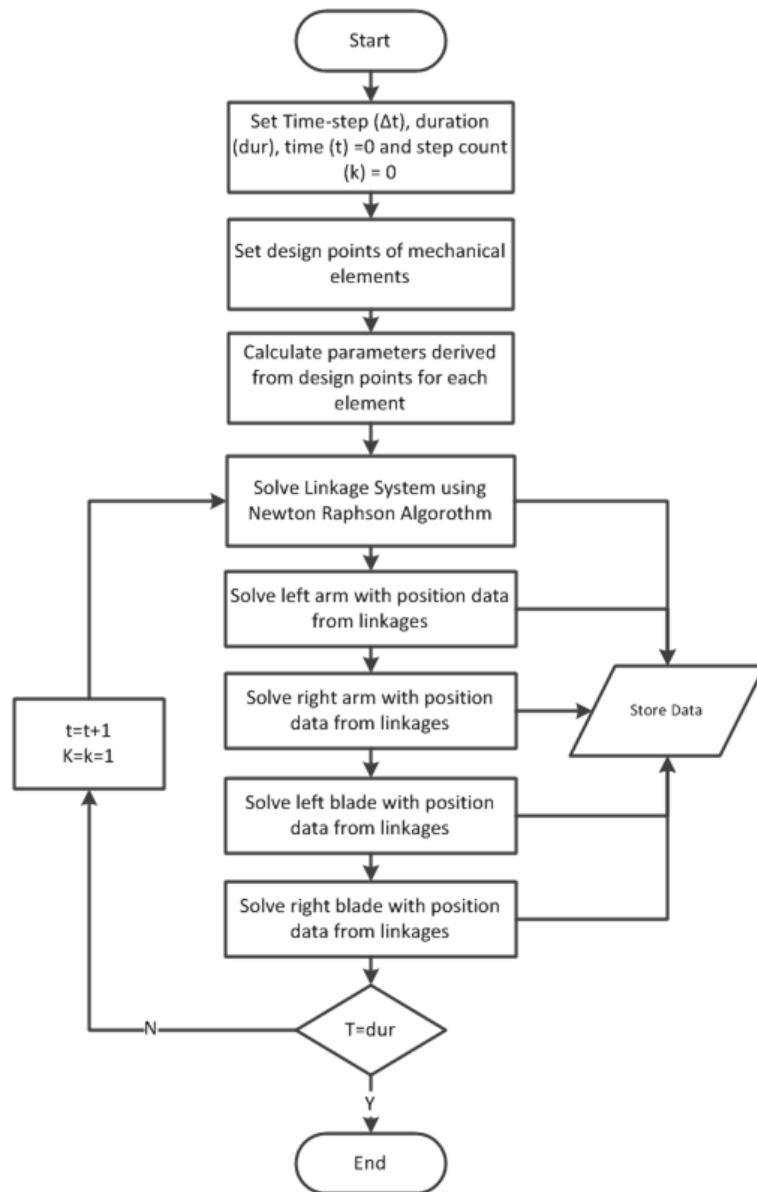 Start
Set Time-step (Δt), duration
(dur), time (t) =0 and step count
(k) = 0
Set design points of mechanical
elements
Calculate parameters derived
from design points for each
element
Solve Linkage System using
Newton Raphson Algorothm
Solve left arm with position data
from linkages
Solve right arm with position
data from linkages
Store Data
t=t+1
K=k=1
Solve left blade with position
data from linkages
Solve right blade with position
data from linkages
T=dur
N
Y
End